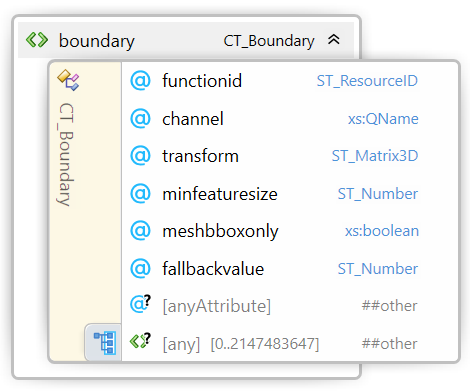 boundary CT_Boundary
CT_Boundary
@ functionid ST_ResourceID
@ channel xs:QName
@ transform ST_Matrix3D
@ minfeaturesize ST_Number
@ meshbboxonly xs:boolean
@ fallbackvalue ST_Number
@? [anyAttribute] ##other
<>? [any] [0..2147483647] ##other